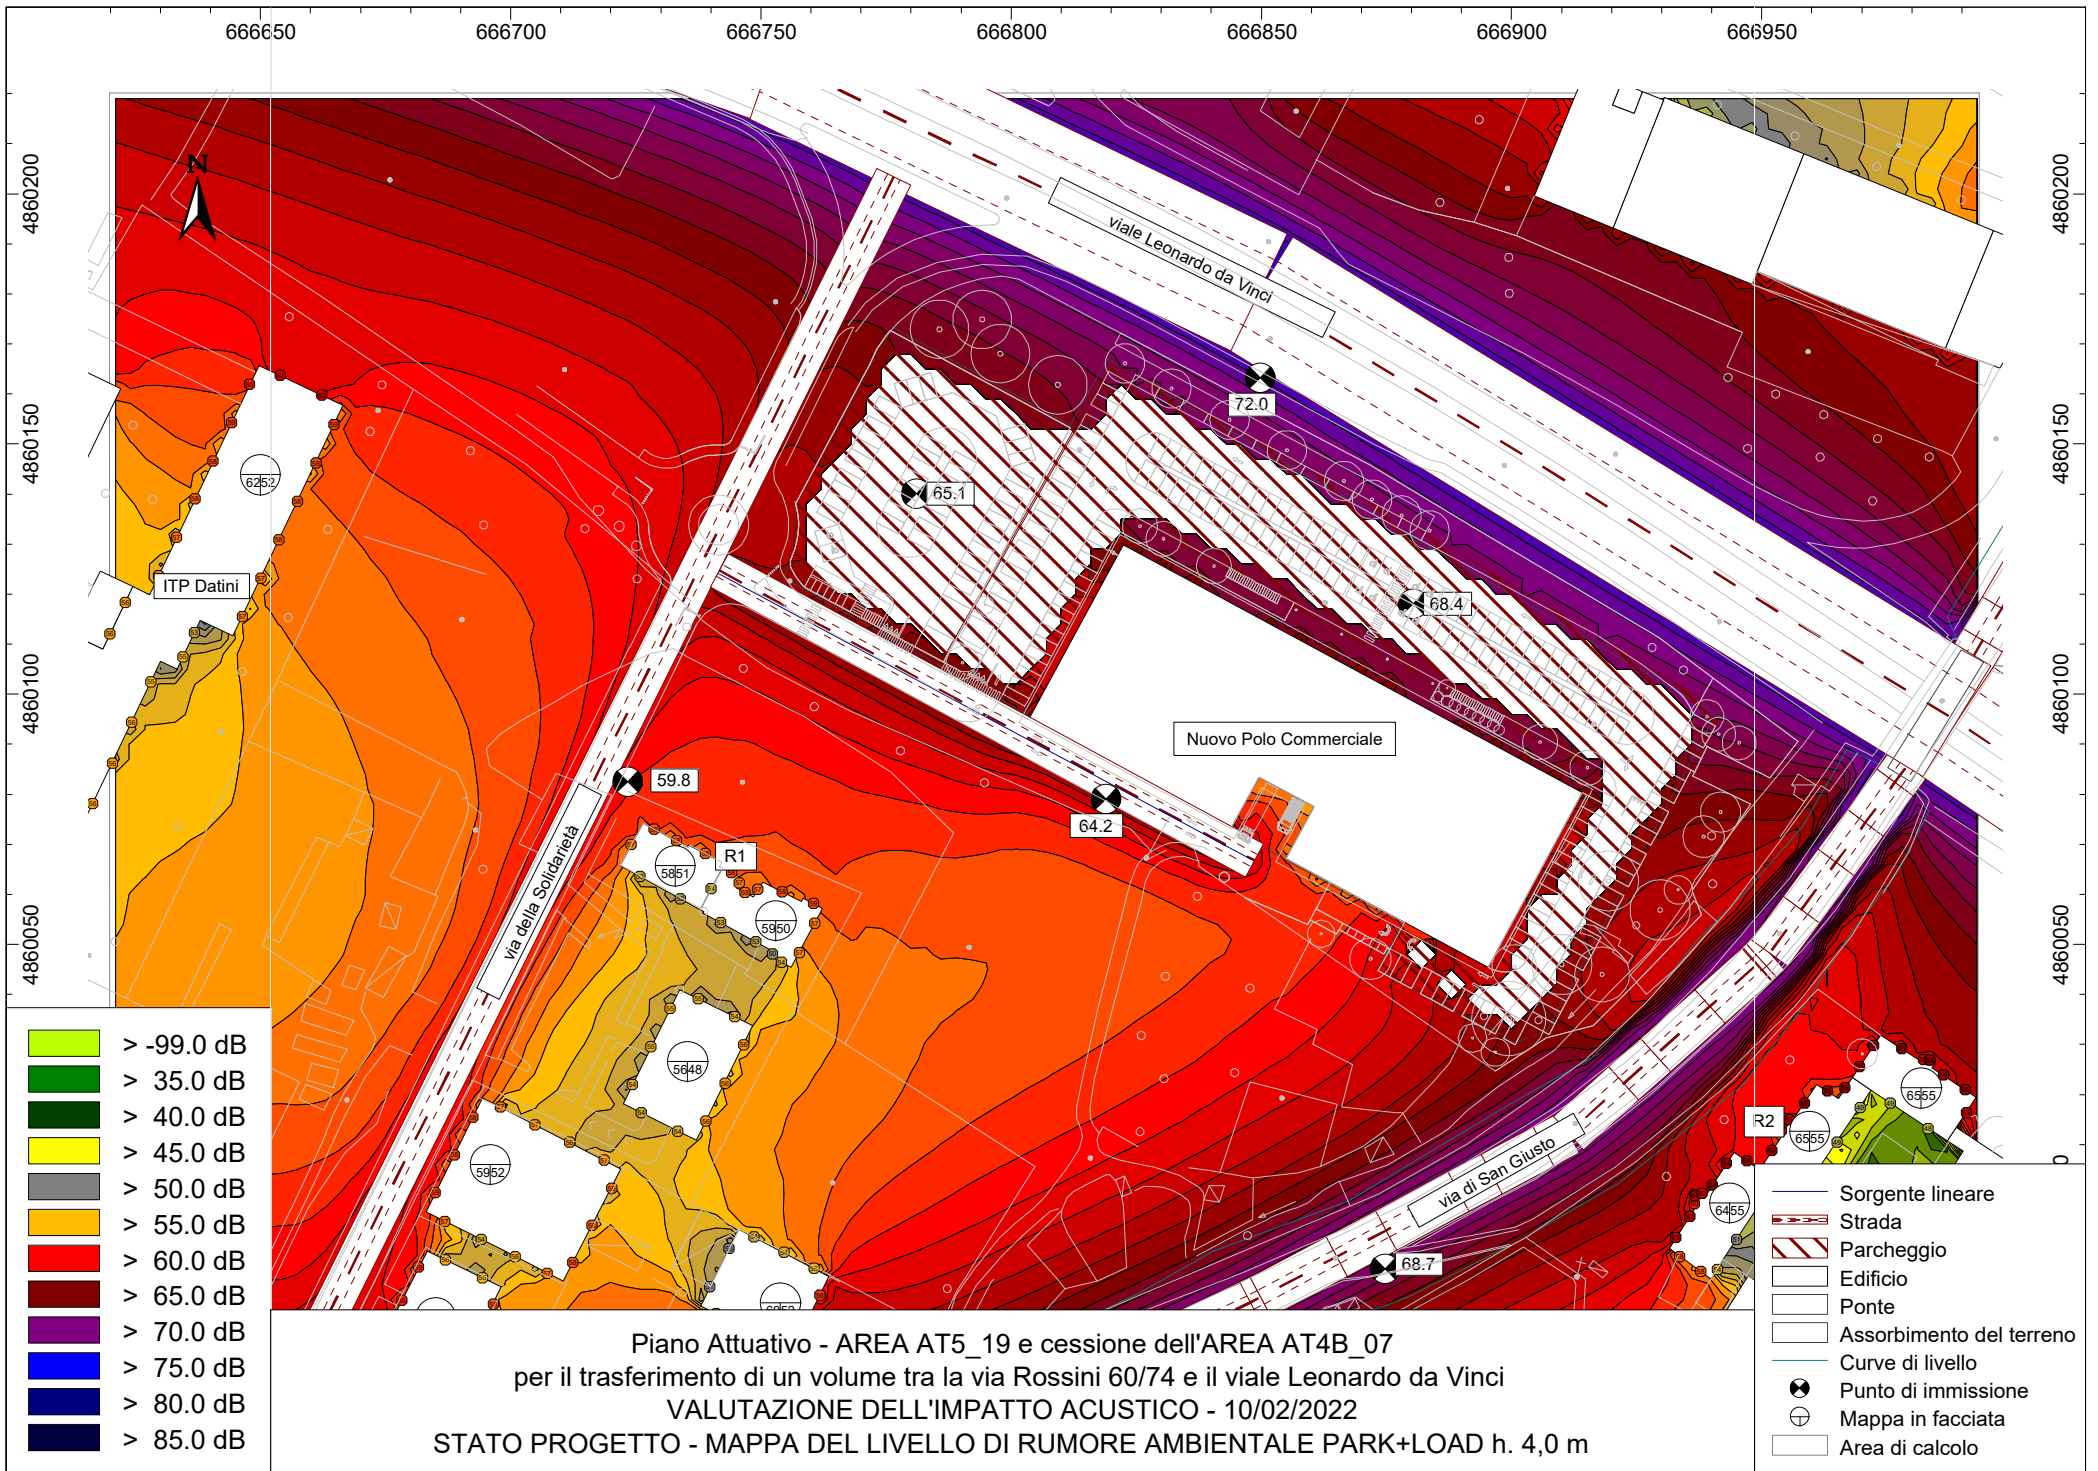 666650 666700 666750 666800 666850 666900 666950
4860200
4860150
4860100
4860050
4860200
4860150
4860100
4860050
0
N
viale Leonardo da Vinci
72.0
65.1
68.4
6252
ITP Datini
Nuovo Polo Commerciale
59.8
64.2
R1
5851
5950
via della Solidarietà
5648
5952
R2
6555
6555
6455
via di San Giusto
68.7
> -99.0 dB
> 35.0 dB
> 40.0 dB
> 45.0 dB
> 50.0 dB
> 55.0 dB
> 60.0 dB
> 65.0 dB
> 70.0 dB
> 75.0 dB
> 80.0 dB
> 85.0 dB
Piano Attuativo - AREA AT5_19 e cessione dell'AREA AT4B_07
per il trasferimento di un volume tra la via Rossini 60/74 e il viale Leonardo da Vinci
VALUTAZIONE DELL'IMPATTO ACUSTICO - 10/02/2022
STATO PROGETTO - MAPPA DEL LIVELLO DI RUMORE AMBIENTALE PARK+LOAD h. 4,0 m
Sorgente lineare
Strada
Parcheggio
Edificio
Ponte
Assorbimento del terreno
Curve di livello
Punto di immissione
Mappa in facciata
Area di calcolo